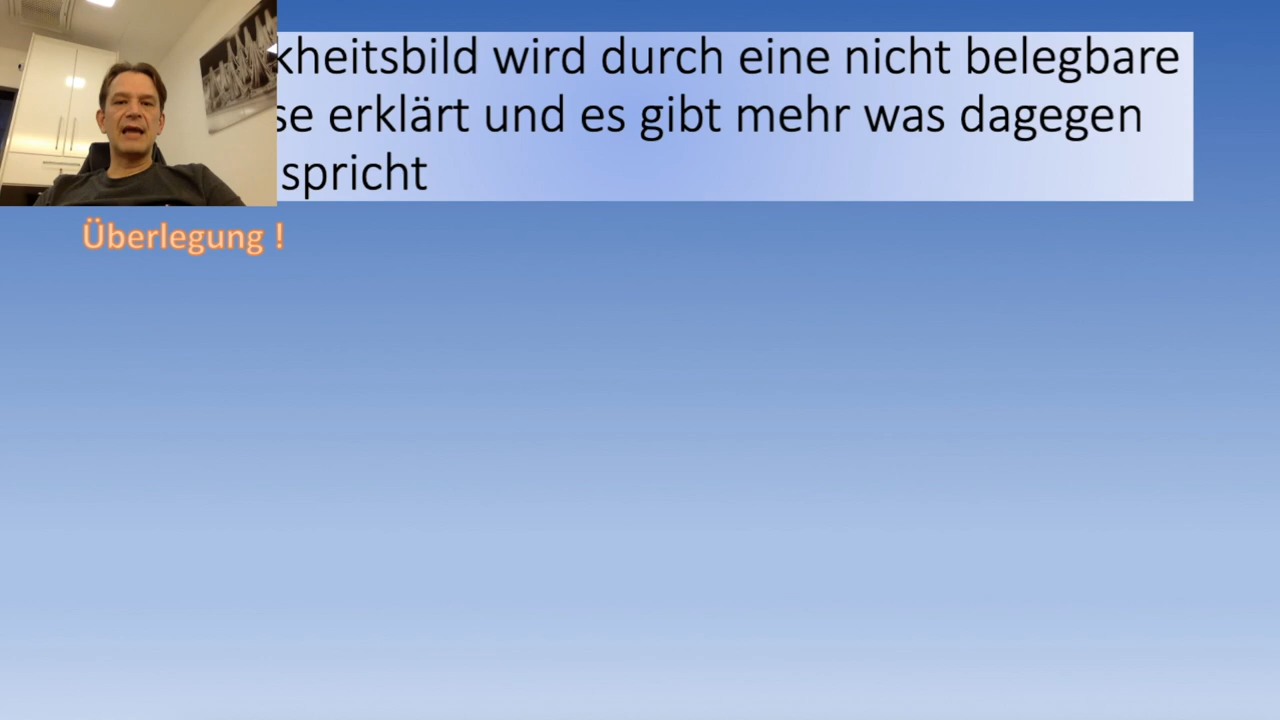 kheitsbild wird durch eine nicht belegbare
se erklärt und es gibt mehr was dagegen
spricht
Überlegung !